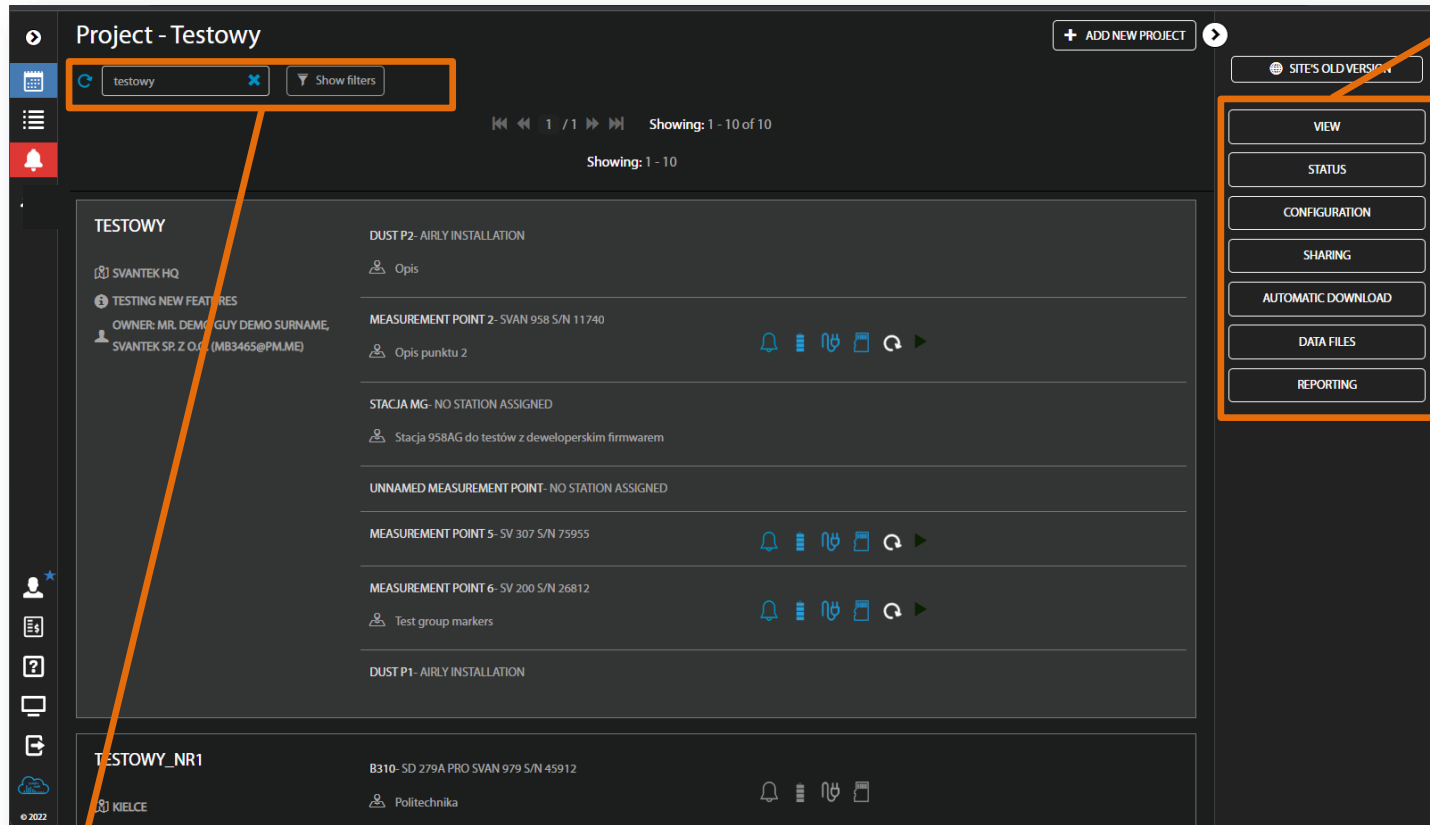 Project - Testowy
+ ADD NEW PROJECT
SITE'S OLD VERSION
testowy
Show filters
1 / 1 Showing: 1 - 10 of 10
Showing: 1 - 10
VIEW
STATUS
CONFIGURATION
SHARING
AUTOMATIC DOWNLOAD
DATA FILES
REPORTING
TESTOWY
SVANTEK HQ
TESTING NEW FEATURES
OWNER: MR. DEMO GUY DEMO SURNAME,
SVANTEK SP. Z O.O. (MB3465@PM.ME)
DUST P2- AIRLY INSTALLATION
Opis
MEASUREMENT POINT 2- SVAN 958 S/N 11740
Opis punktu 2
STACJA MG- NO STATION ASSIGNED
Stacja 958AG do testów z deweloperskim firmwarem
UNNAMED MEASUREMENT POINT- NO STATION ASSIGNED
MEASUREMENT POINT 5- SV 307 S/N 75955
MEASUREMENT POINT 6- SV 200 S/N 26812
Test group markers
DUST P1- AIRLY INSTALLATION
TESTOWY_NR1
KIELCE
B310- SD 279A PRO SVAN 979 S/N 45912
Politechnika
© 2022